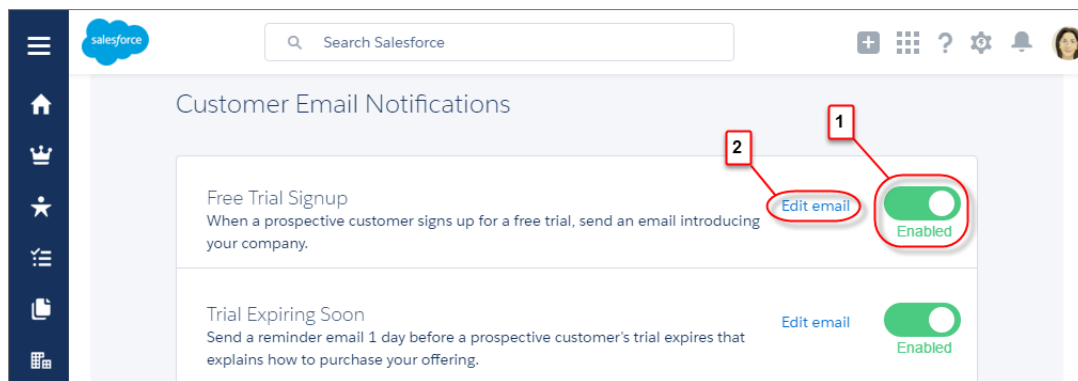 salesforce
Search Salesforce
Customer Email Notifications
1
2
Free Trial Signup
When a prospective customer signs up for a free trial, send an email introducing
your company.
Edit email
Enabled
Trial Expiring Soon
Send a reminder email 1 day before a prospective customer's trial expires that
explains how to purchase your offering.
Edit email
Enabled